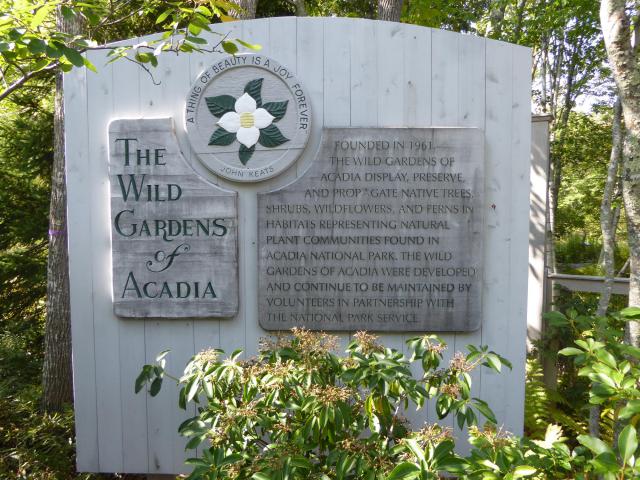 A THING OF BEAUTY IS A JOY FOREVER
JOHN KEATS
THE
WILD
GARDENS
of
ACADIA
FOUNDED IN 1961,
THE WILD GARDENS OF
ACADIA DISPLAY, PRESERVE,
AND PROP GATE NATIVE TREES,
SHRUBS, WILDFLOWERS, AND FERNS IN
HABITATS REPRESENTING NATURAL
PLANT COMMUNITIES FOUND IN
ACADIA NATIONAL PARK. THE WILD
GARDENS OF ACADIA WERE DEVELOPED
AND CONTINUE TO BE MAINTAINED BY
VOLUNTEERS IN PARTNERSHIP WITH
THE NATIONAL PARK SERVICE.